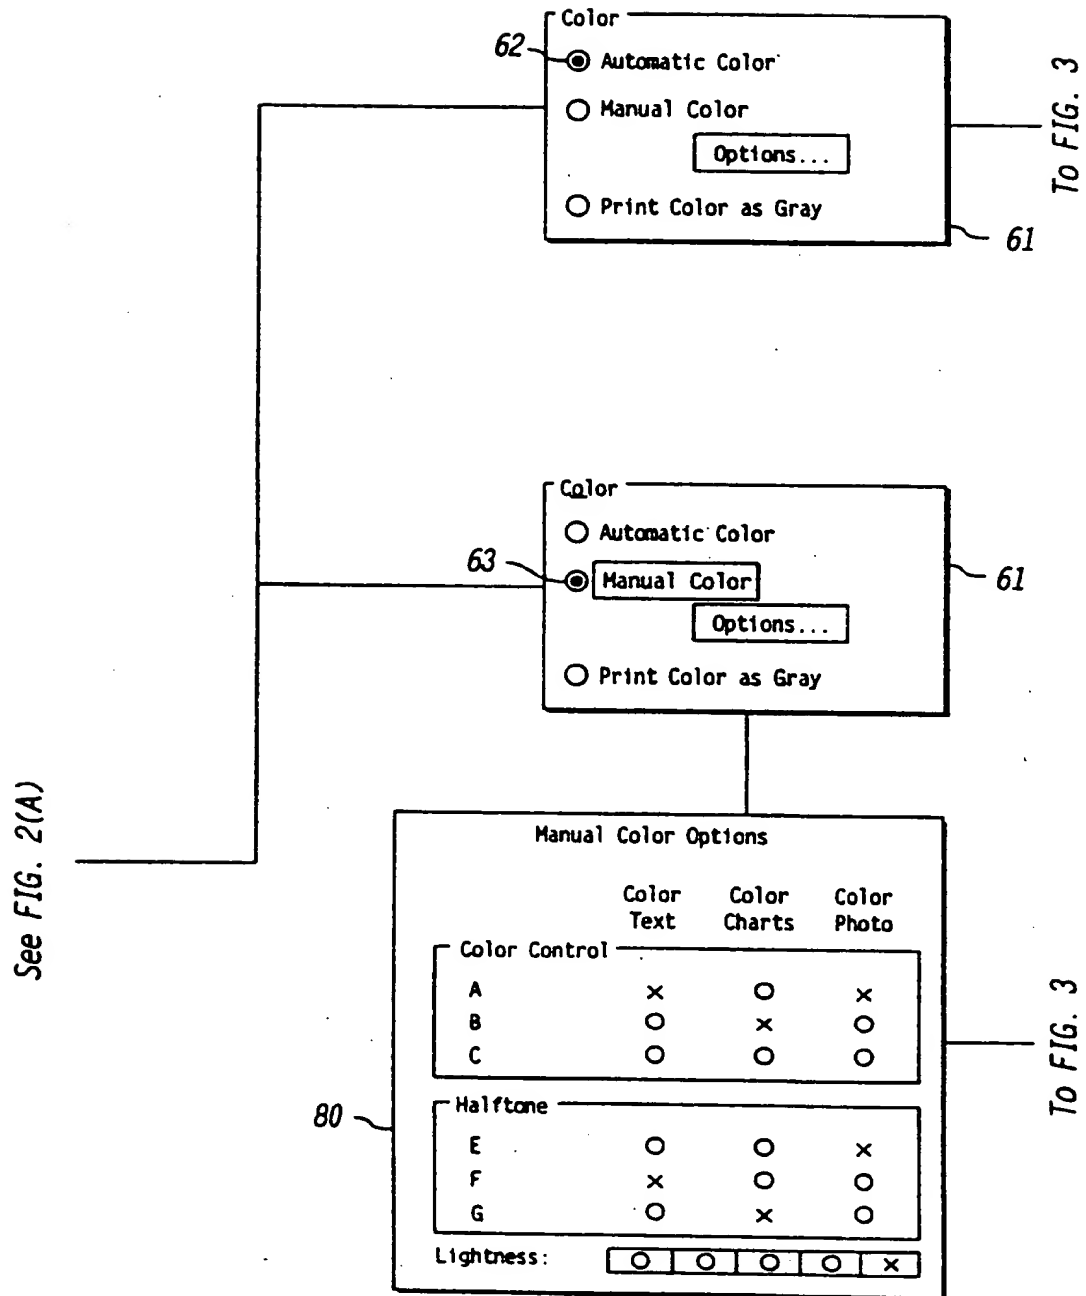 Color
62
Automatic Color
Manual Color
Options...
Print Color as Gray
61
To FIG. 3
Color
Automatic Color
63
Manual Color
61
Options...
Print Color as Gray
See FIG. 2(A)
Manual Color Options
Color Text
Color Charts
Color Photo
Color Control
A X O X
B O X O
C O O O
80
Halftone
E O O X
F X O O
G O X O
Lightness: O O O O X
To FIG. 3